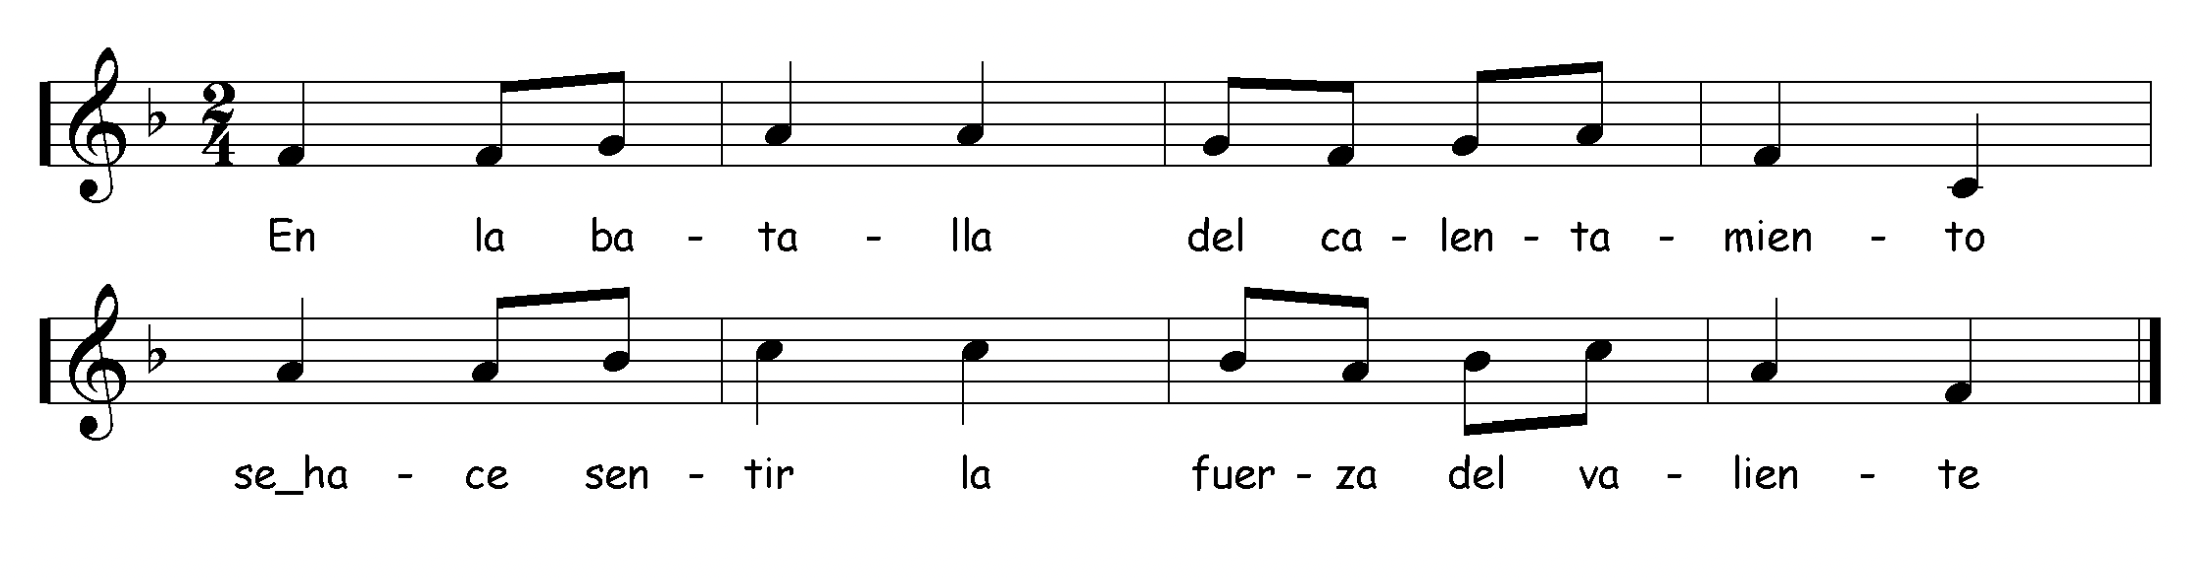 2
4
En la ba - ta - lla del ca - len - ta - mien - to
se_ha - ce sen - tir la fuer - za del va - lien - te